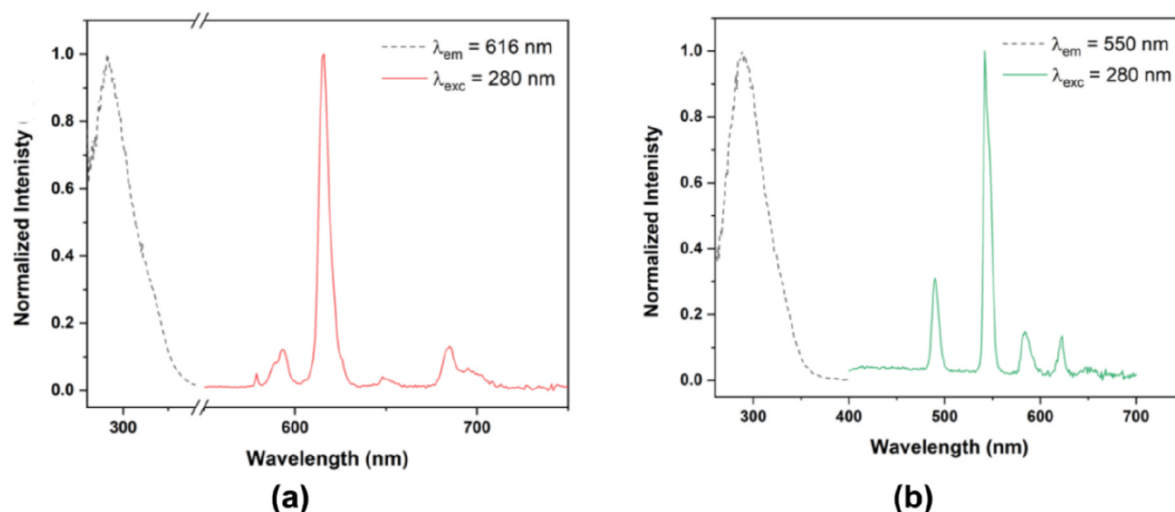 λem = 616 nm
λexc = 280 nm
Normalized Intenisty
1.0
0.8
0.6
0.4
0.2
0.0
300
600
700
Wavelength (nm)
(a)
λem = 550 nm
λexc = 280 nm
Normalized Intenisty
1.0
0.8
0.6
0.4
0.2
0.0
300
400
500
600
700
Wavelength (nm)
(b)